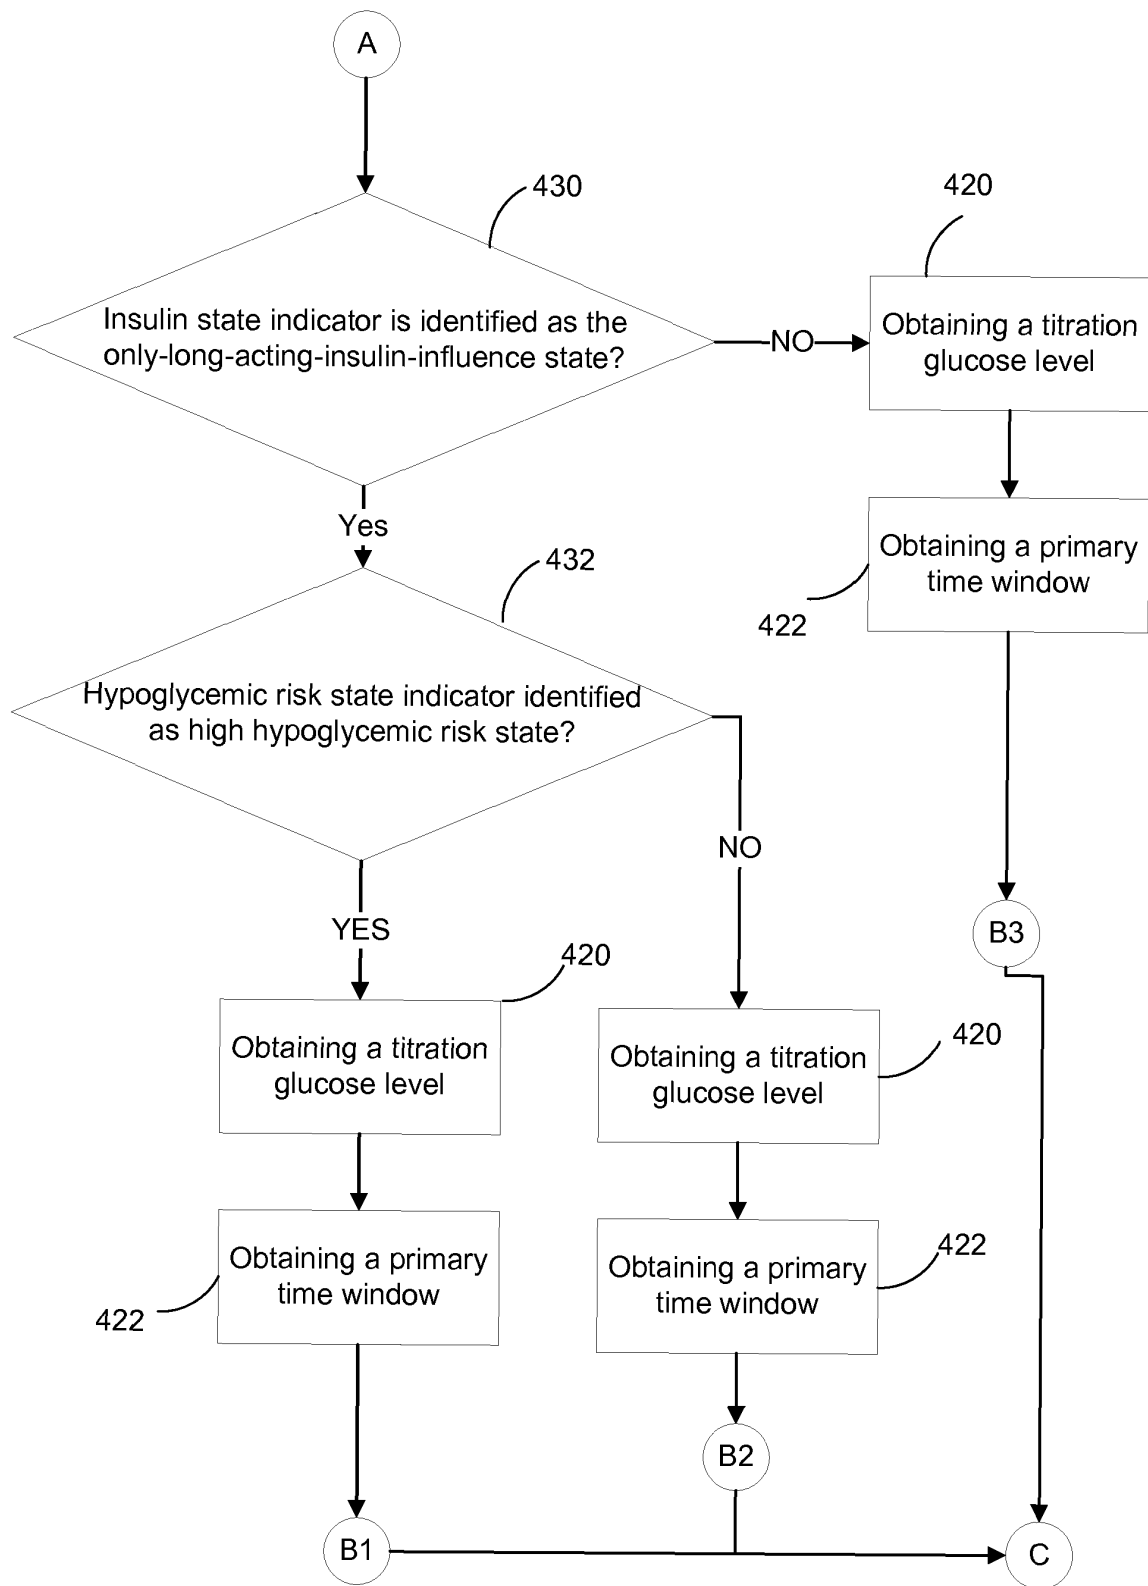 A
430
420
Insulin state indicator is identified as the
only-long-acting-insulin-influence state?
NO
Obtaining a titration
glucose level
Yes
432
Obtaining a primary
time window
422
Hypoglycemic risk state indicator identified
as high hypoglycemic risk state?
NO
YES
B3
420
Obtaining a titration
glucose level
Obtaining a titration
glucose level
420
Obtaining a primary
time window
422
Obtaining a primary
time window
422
B2
B1
C